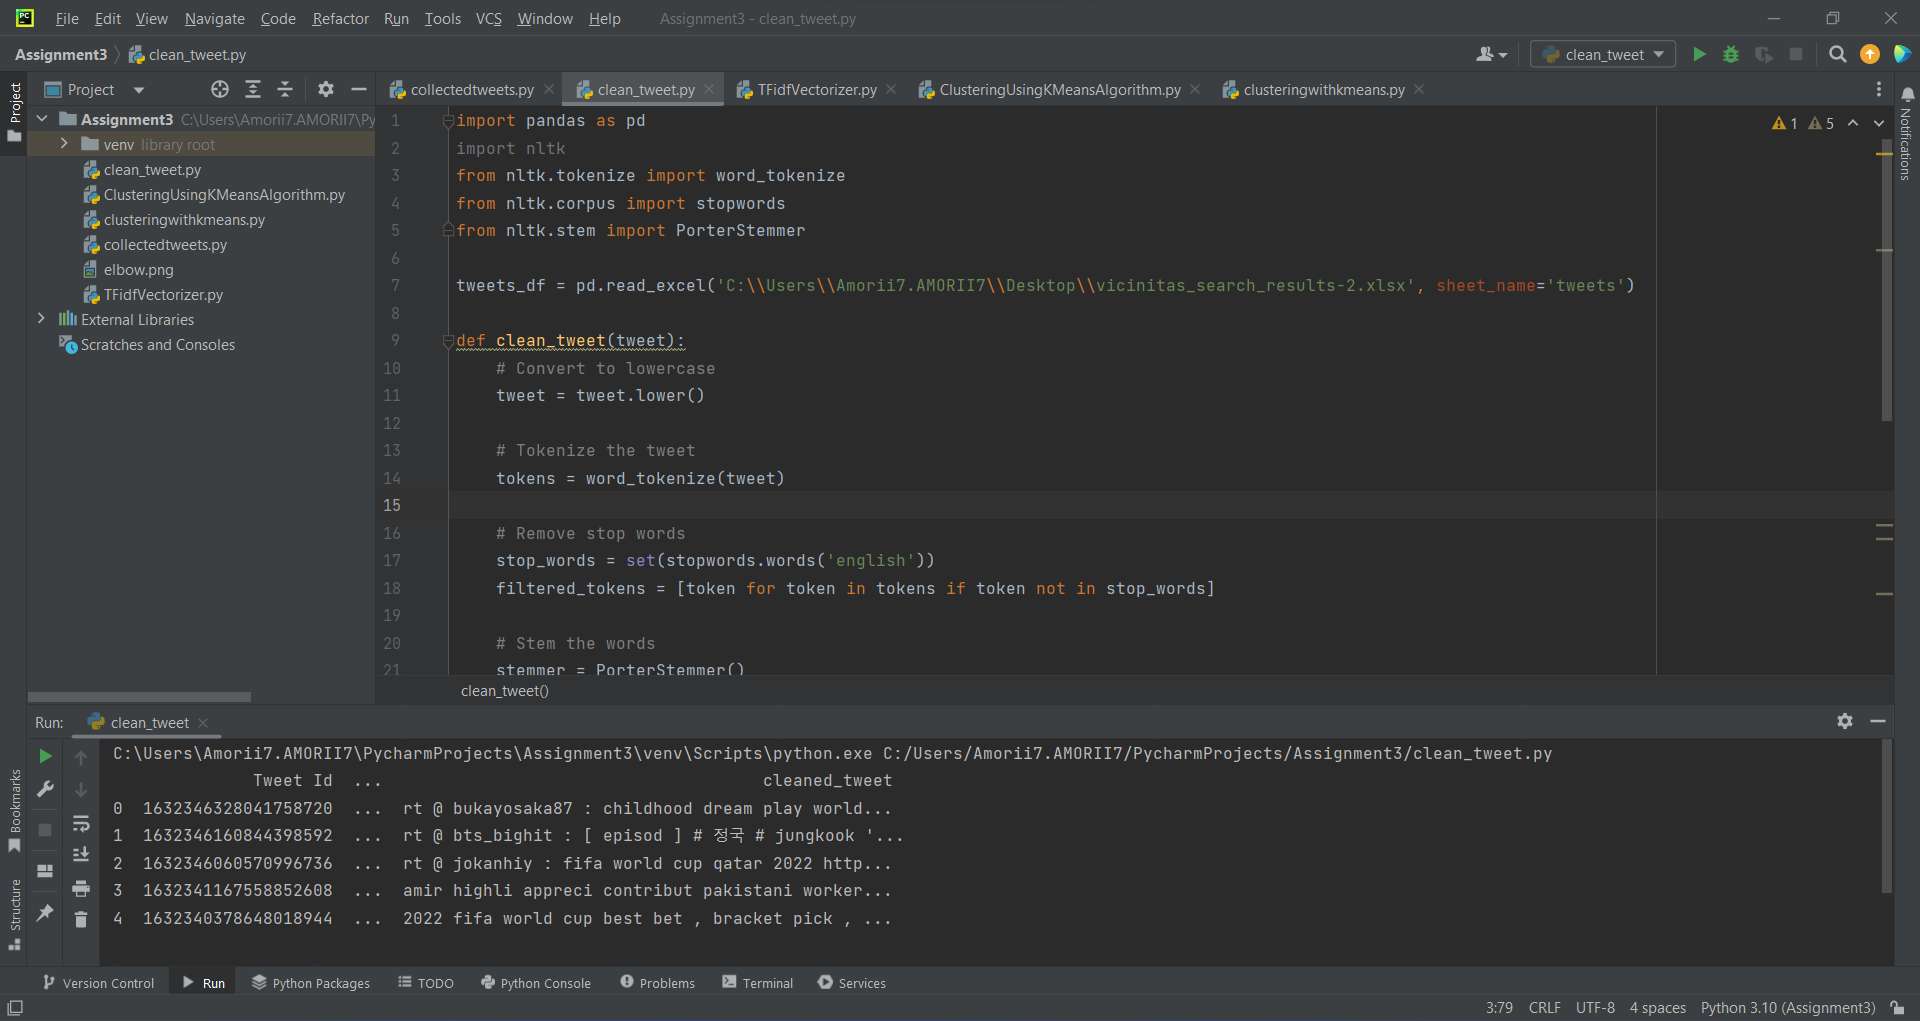 File Edit View Navigate Code Refactor Run Tools VCS Window Help Assignment3 - clean_tweet.py
Assignment3 clean_tweet.py clean_tweet
Project collectedtweets.py clean_tweet.py TFidfVectorizer.py ClusteringUsingKMeansAlgorithm.py clusteringwithkmeans.py
Project
Notifications
Assignment3 C:\Users\Amorii7.AMORII7\Py
venv library root
clean_tweet.py
ClusteringUsingKMeansAlgorithm.py
clusteringwithkmeans.py
collectedtweets.py
elbow.png
TFidfVectorizer.py
External Libraries
Scratches and Consoles
1 5
1 import pandas as pd
2 import nltk
3 from nltk.tokenize import word_tokenize
4 from nltk.corpus import stopwords
5 from nltk.stem import PorterStemmer
6
7 tweets_df = pd.read_excel('C:\\Users\\Amorii7.AMORII7\\Desktop\\vicinitas_search_results-2.xlsx', sheet_name='tweets')
8
9 def clean_tweet(tweet):
10 # Convert to lowercase
11 tweet = tweet.lower()
12
13 # Tokenize the tweet
14 tokens = word_tokenize(tweet)
15
16 # Remove stop words
17 stop_words = set(stopwords.words('english'))
18 filtered_tokens = [token for token in tokens if token not in stop_words]
19
20 # Stem the words
21 stemmer = PorterStemmer()
clean_tweet()
Run: clean_tweet
C:\Users\Amorii7.AMORII7\PycharmProjects\Assignment3\venv\Scripts\python.exe C:/Users/Amorii7.AMORII7/PycharmProjects/Assignment3/clean_tweet.py
Tweet Id ... cleaned_tweet
0 1632346328041758720 ... rt @ bukayosaka87 : childhood dream play world...
1 1632346160844398592 ... rt @ bts_bighit : [ episod ] # 정국 # jungkook '...
2 1632346060570996736 ... rt @ jokanhiy : fifa world cup qatar 2022 http...
3 1632341167558852608 ... amir highli appreci contribut pakistani worker...
4 1632340378648018944 ... 2022 fifa world cup best bet , bracket pick , ...
Bookmarks
Structure
Version Control Run Python Packages TODO Python Console Problems Terminal Services
3:79 CRLF UTF-8 4 spaces Python 3.10 (Assignment3)